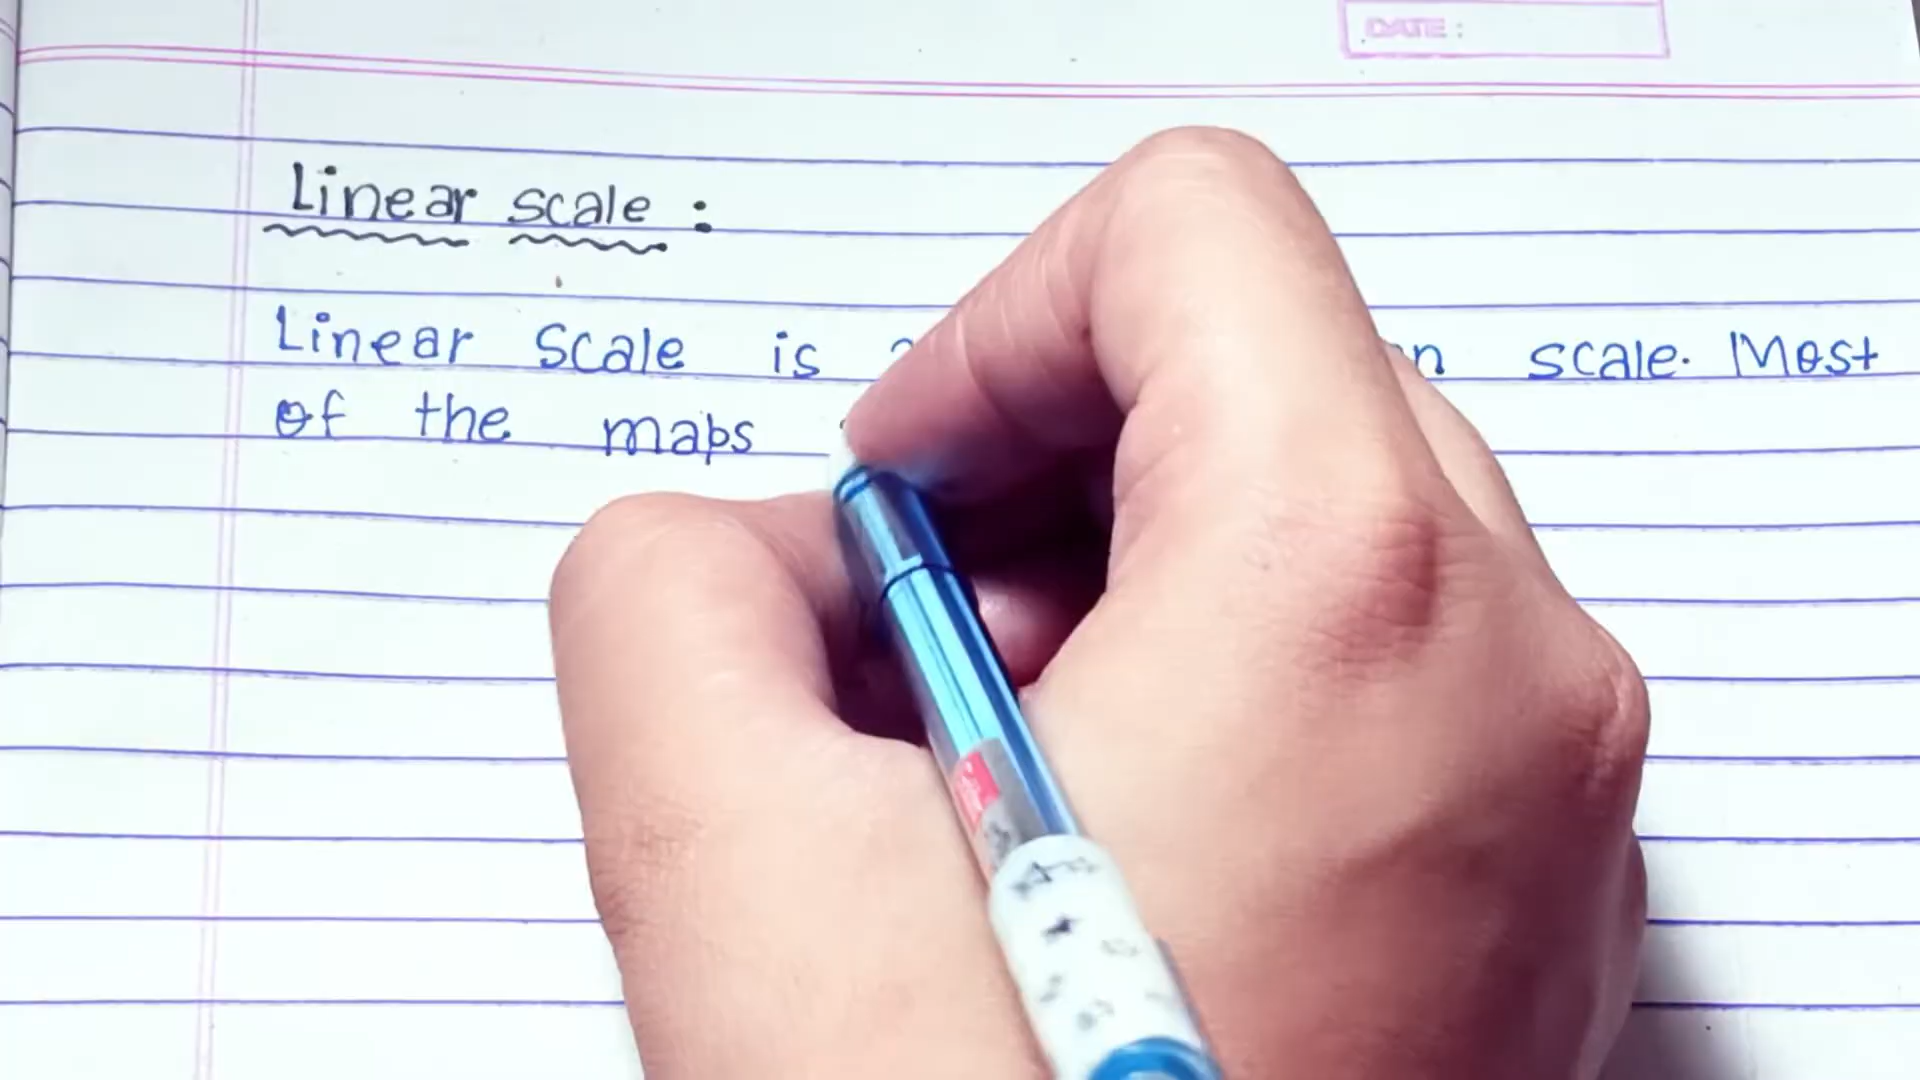 DATE :
Linear scale :
Linear scale is scale. Most
of the maps